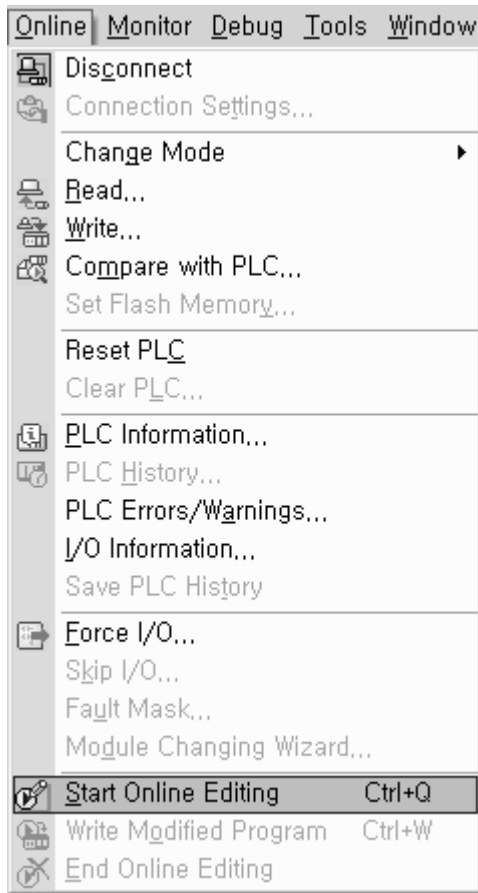 Online Monitor Debug Tools Window
Disconnect
Connection Settings...
Change Mode
Read...
Write...
Compare with PLC...
Set Flash Memory...
Reset PLC
Clear PLC...
PLC Information...
PLC History...
PLC Errors/Warnings...
I/O Information...
Save PLC History
Force I/O...
Skip I/O...
Fault Mask...
Module Changing Wizard...
Start Online Editing Ctrl+Q
Write Modified Program Ctrl+W
End Online Editing